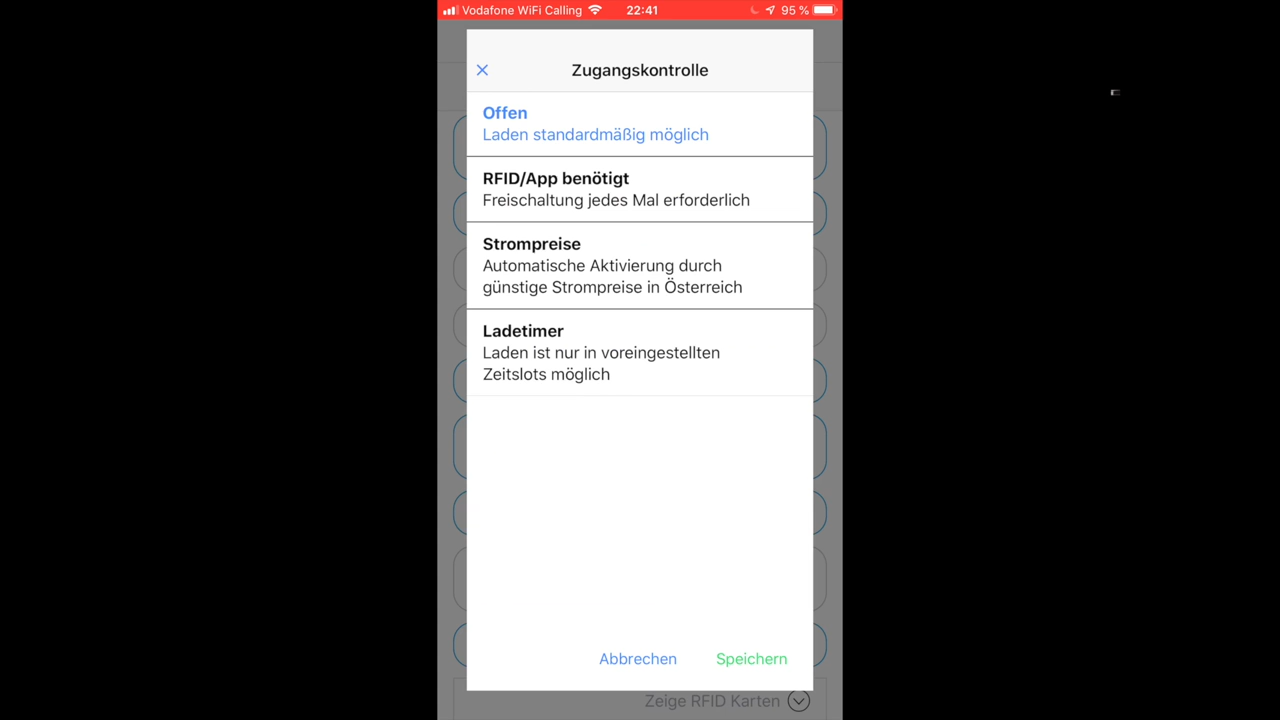 Vodafone WiFi Calling 22:41 95 %
Zugangskontrolle
Offen
Laden standardmäßig möglich
RFID/App benötigt
Freischaltung jedes Mal erforderlich
Strompreise
Automatische Aktivierung durch
günstige Strompreise in Österreich
Ladetimer
Laden ist nur in voreingestellten
Zeitslots möglich
Abbrechen Speichern
Zeige RFID Karten